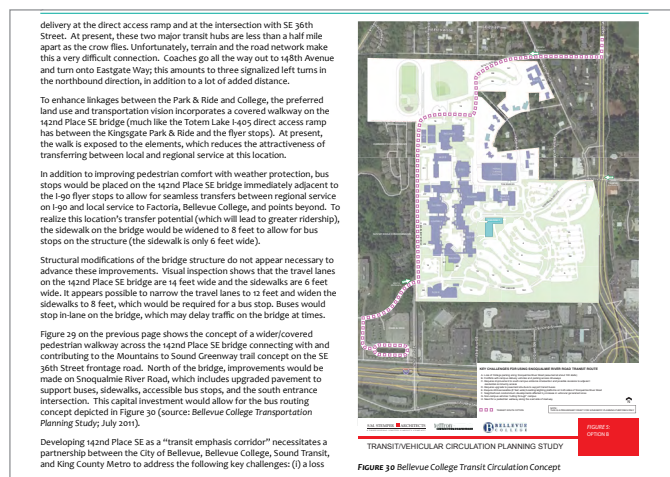 delivery at the direct access ramp and at the intersection with SE 36th
Street.  At present, these two major transit hubs are less than a half mile
apart as the crow flies. Unfortunately, terrain and the road network make
this a very difficult connection.  Coaches go all the way out to 148th Avenue
and turn onto Eastgate Way; this amounts to three signalized left turns in
the northbound direction, in addition to a lot of added distance.
To enhance linkages between the Park & Ride and College, the preferred
land use and transportation vision incorporates a covered walkway on the
142nd Place SE bridge (much like the Totem Lake I-405 direct access ramp
has between the Kingsgate Park & Ride and the flyer stops).  At present,
the walk is exposed to the elements, which reduces the attractiveness of
transferring between local and regional service at this location.
In addition to improving pedestrian comfort with weather protection, bus
stops would be placed on the 142nd Place SE bridge immediately adjacent to
the I-90 flyer stops to allow for seamless transfers between regional service
on I-90 and local service to Factoria, Bellevue College, and points beyond. To
realize this location's transfer potential (which will lead to greater ridership),
the sidewalk on the bridge would be widened to 8 feet to allow for bus
stops on the structure (the sidewalk is only 6 feet wide).
Structural modifications of the bridge structure do not appear necessary to
advance these improvements.  Visual inspection shows that the travel lanes
on the 142nd Place SE bridge are 14 feet wide and the sidewalks are 6 feet
wide. It appears possible to narrow the travel lanes to 12 feet and widen the
sidewalks to 8 feet, which would be required for a bus stop. Buses would
stop in-lane on the bridge, which may delay traffic on the bridge at times.
Figure 29 on the previous page shows the concept of a wider/covered
pedestrian walkway across the 142nd Place SE bridge connecting with and
contributing to the Mountains to Sound Greenway trail concept on the SE
36th Street frontage road.  North of the bridge, improvements would be
made on Snoqualmie River Road, which includes upgraded pavement to
support buses, sidewalks, accessible bus stops, and the south entrance
intersection. This capital investment would allow for the bus routing
concept depicted in Figure 30 (source: Bellevue College Transportation
Planning Study; July 2011).
Developing 142nd Place SE as a "transit emphasis corridor" necessitates a
partnership between the City of Bellevue, Bellevue College, Sound Transit,
and King County Metro to address the following key challenges: (i) a loss
KEY CHALLENGES FOR USING SNOQUALMIE RIVER ROAD TRANSIT ROUTE
BELLEVUE
COLLEGE
FIGURE 5:
OPTION B
TRANSIT/VEHICULAR CIRCULATION PLANNING STUDY
FIGURE 30 Bellevue College Transit Circulation Concept